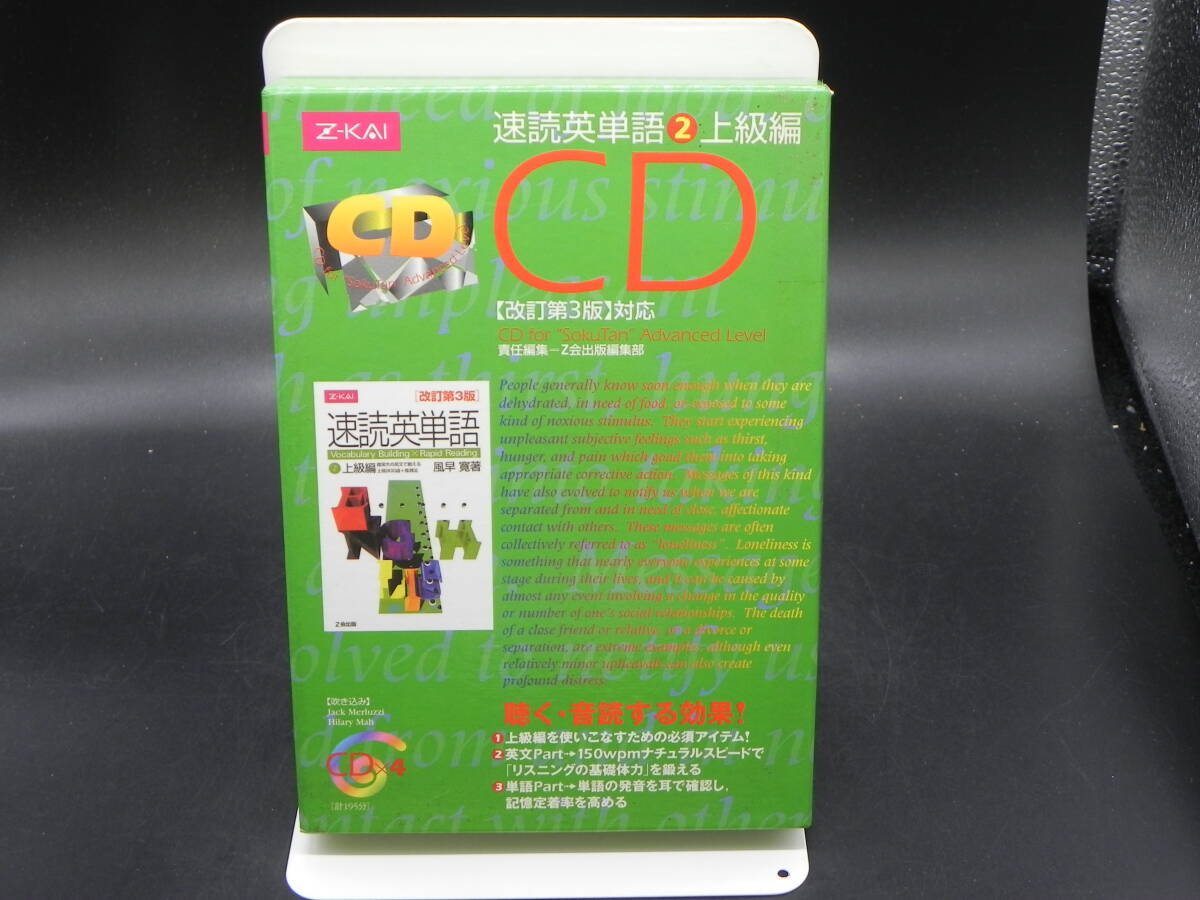 Z-KAI
速読英単語2上級編
CD
CD
CD for "SokuTan" Advanced Level
【改訂第3版】対応
CD for "SokuTan" Advanced Level
責任編集－Z会出版編集部
Z-KAI
[改訂第3版]
速読英単語
Vocabulary Building×Rapid Reading
2上級編
風早 寛著
Z会出版
People generally know soon enough when they are
dehydrated, in need of food, or exposed to some
kind of noxious stimulus. They start experiencing
unpleasant subjective feelings such as thirst,
hunger, and pain which goad them into taking
appropriate corrective action. Messages of this kind
have also evolved to notify us when we are
separated from and in need of close, affectionate
contact with others. These messages are often
collectively referred to as "loneliness". Loneliness is
something that nearly everyone experiences at some
stage during their lives, and it can be caused by
almost any event involving a change in the quality
or number of one's social relationships. The death
of a close friend or relative, or a divorce or
separation, are extreme examples, although even
relatively minor upheavals can also create
profound distress.
【吹き込み】
Jack Merluzzi
Hilary Mah
CD×4
[計195分]
聴く・音読する効果!
1 上級編を使いこなすための必須アイテム!
2 英文Part→150wpmナチュラルスピードで
「リスニングの基礎体力」を鍛える
3 単語Part→単語の発音を耳で確認し,
記憶定着率を高める